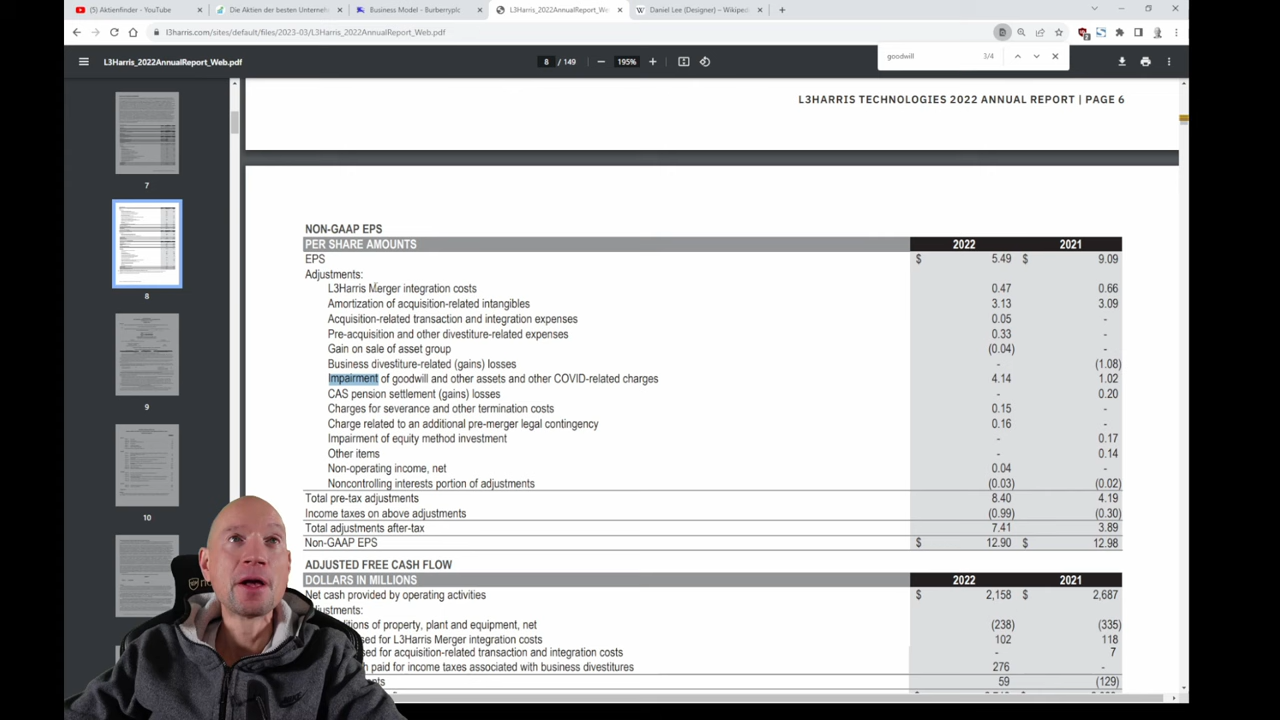 (5) Aktienfinder - YouTube
Die Aktien der besten Unterneh
Business Model - Burberryplc
L3Harris_2022AnnualReport_We
Daniel Lee (Designer) – Wikiped
l3harris.com/sites/default/files/2023-03/L3Harris_2022AnnualReport_Web.pdf
L3Harris_2022AnnualReport_Web.pdf
8 / 149
195%
goodwill 3/4
7
8
9
10
L3HARRIS TECHNOLOGIES 2022 ANNUAL REPORT | PAGE 6
NON-GAAP EPS
PER SHARE AMOUNTS 2022 2021
EPS $ 5.49 $ 9.09
Adjustments:
L3Harris Merger integration costs 0.47 0.66
Amortization of acquisition-related intangibles 3.13 3.09
Acquisition-related transaction and integration expenses 0.05 -
Pre-acquisition and other divestiture-related expenses 0.33 -
Gain on sale of asset group (0.04) -
Business divestiture-related (gains) losses - (1.08)
Impairment of goodwill and other assets and other COVID-related charges 4.14 1.02
CAS pension settlement (gains) losses - 0.20
Charges for severance and other termination costs 0.15 -
Charge related to an additional pre-merger legal contingency 0.16 -
Impairment of equity method investment - 0.17
Other items - 0.14
Non-operating income, net 0.04 -
Noncontrolling interests portion of adjustments (0.03) (0.02)
Total pre-tax adjustments 8.40 4.19
Income taxes on above adjustments (0.99) (0.30)
Total adjustments after-tax 7.41 3.89
Non-GAAP EPS $ 12.90 $ 12.98
ADJUSTED FREE CASH FLOW
DOLLARS IN MILLIONS 2022 2021
Net cash provided by operating activities $ 2,158 $ 2,687
djustments:
ditions of property, plant and equipment, net (238) (335)
sed for L3Harris Merger integration costs 102 118
sed for acquisition-related transaction and integration costs - 7
h paid for income taxes associated with business divestitures 276 -
ents 59 (129)